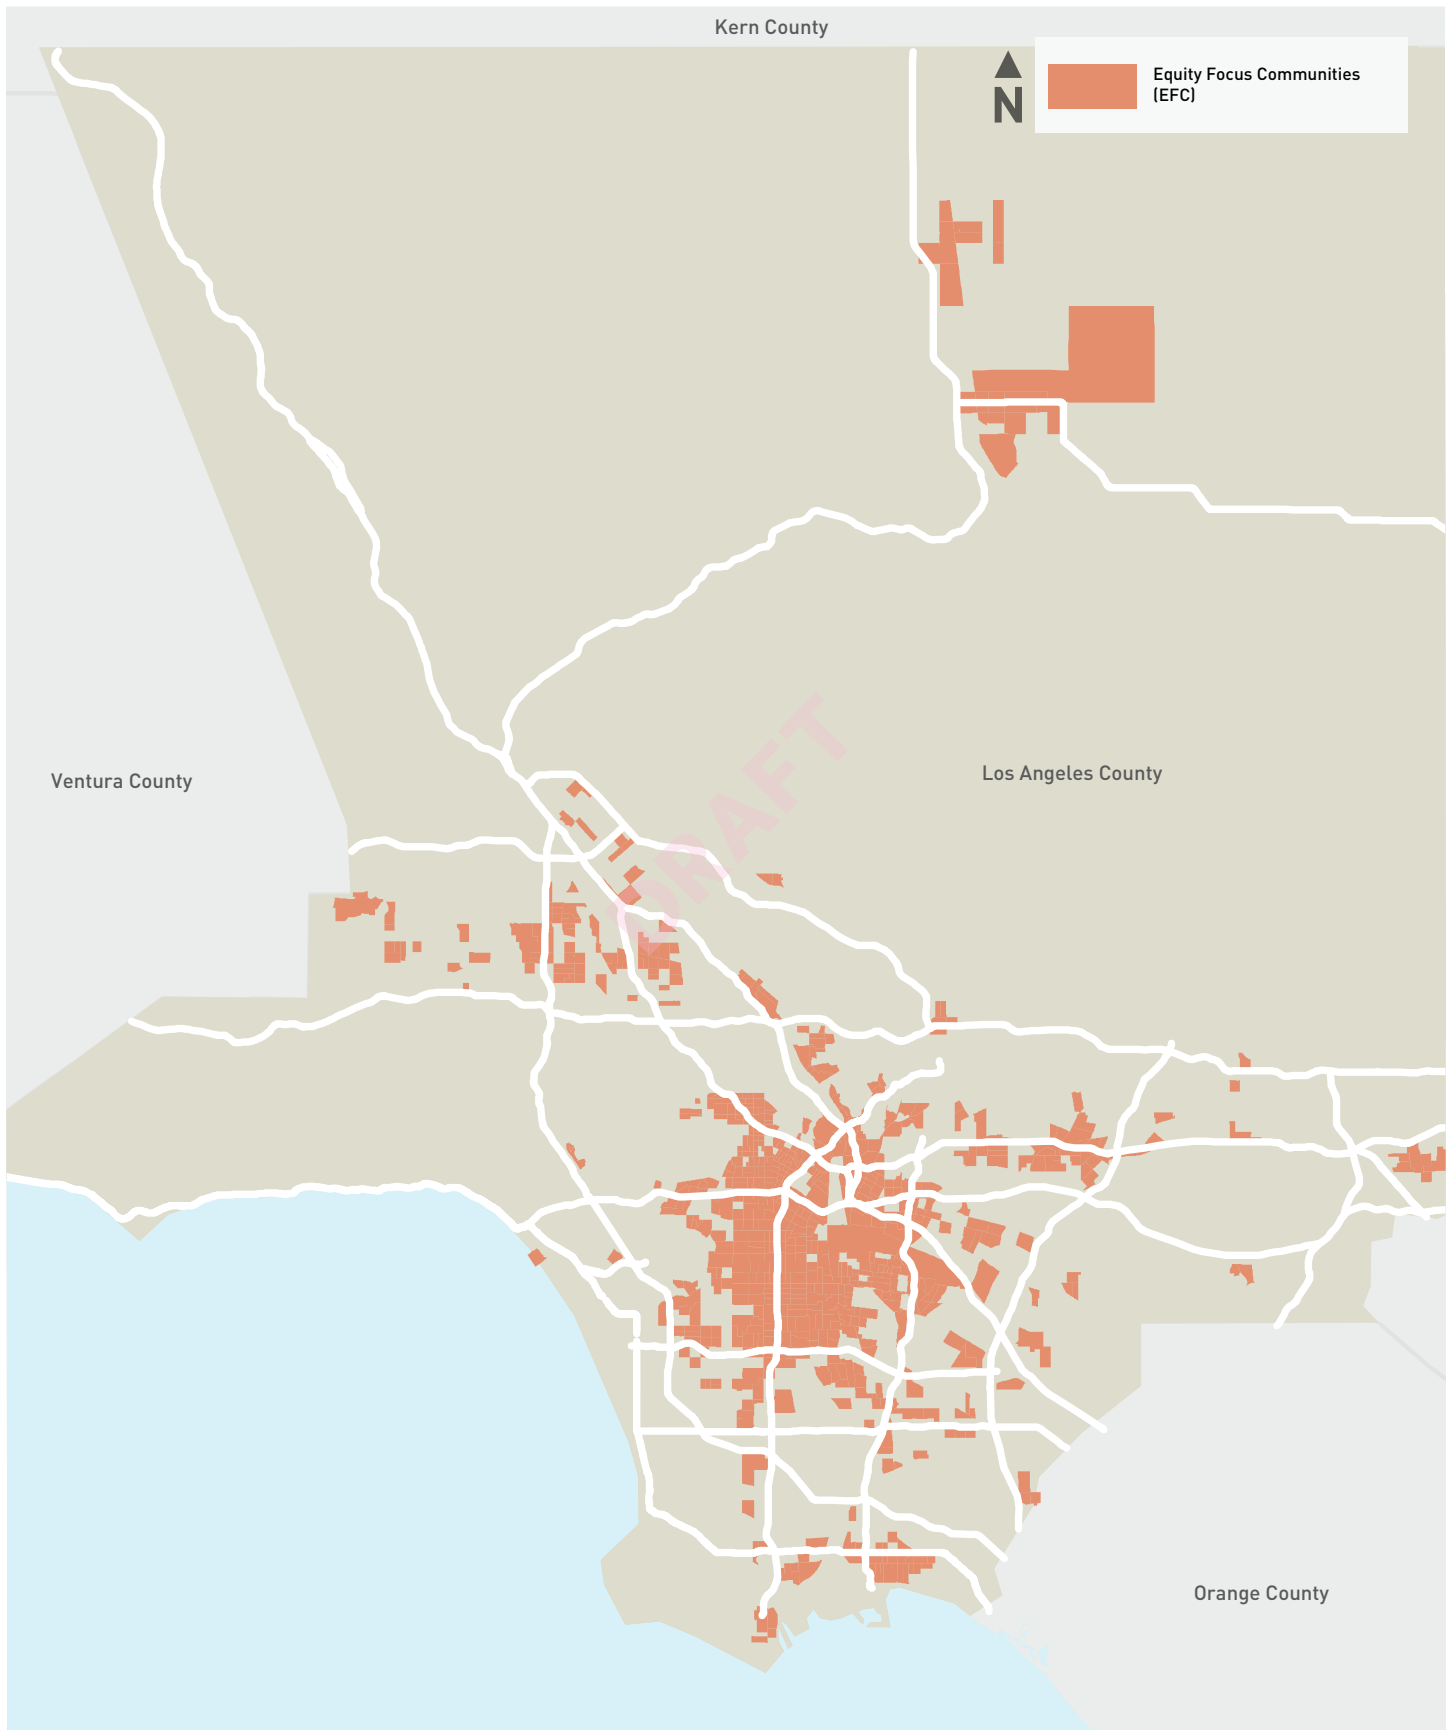 Kern County
N
Equity Focus Communities
(EFC)
Ventura County
Los Angeles County
DRAFT
Orange County